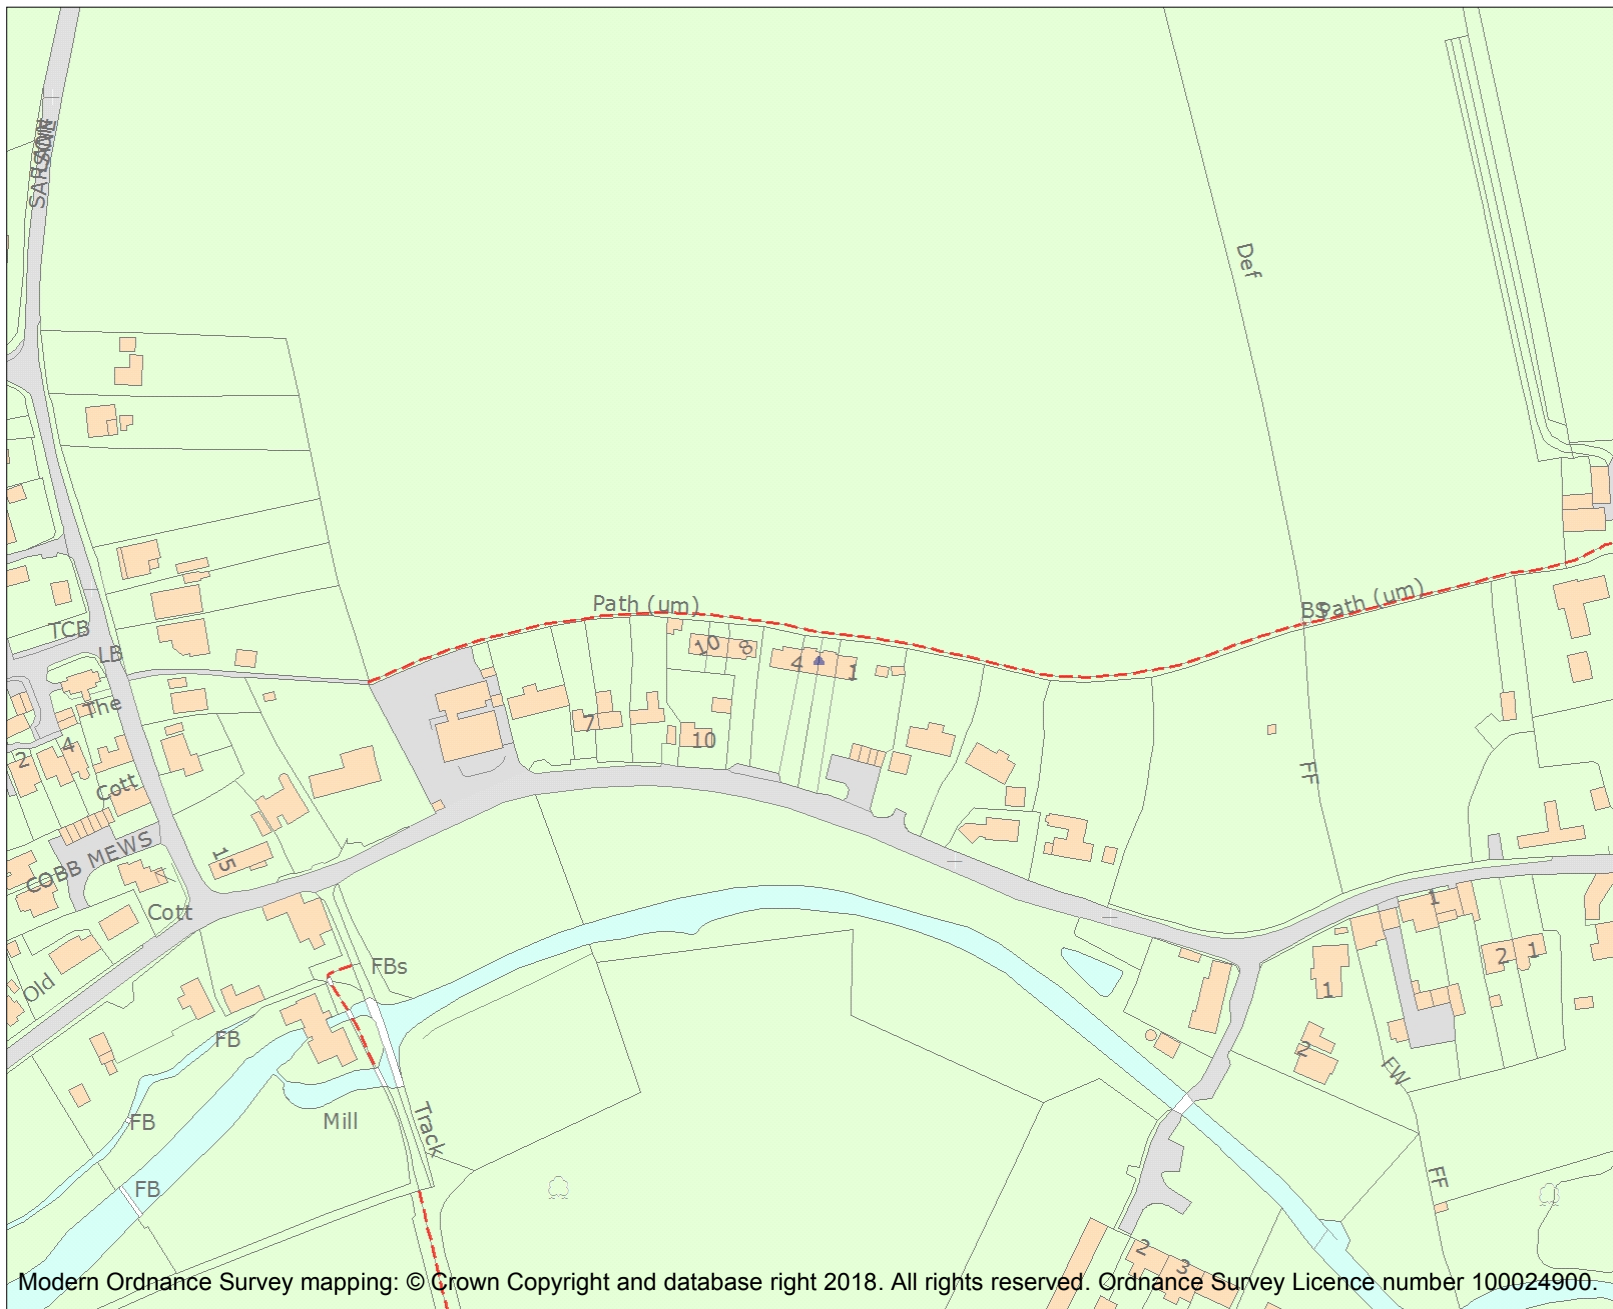 Def
Path (um)
BS
Path (um)
TCB
LB
10
8
4
1
The
7
10
4
2
FF
Cott
COBB MEWS
15
Cott
1
2
1
Old
FBs
1
FB
2
FW
FB
Mill
Track
FB
FF
2
3
Modern Ordnance Survey mapping: © Crown Copyright and database right 2018. All rights reserved. Ordnance Survey Licence number 100024900.